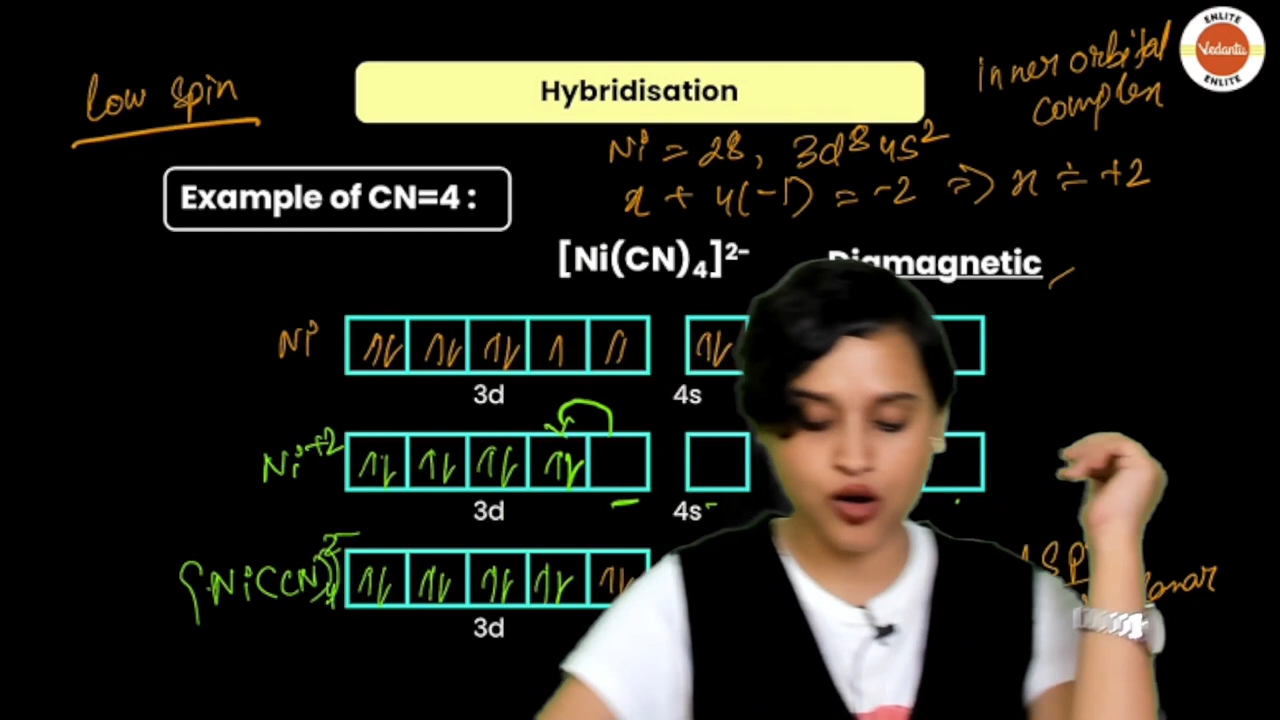 ENLITE
Vedantu
ENLITE
low spin
Hybridisation
inner orbital
complex
Ni = 28, 3d⁸ 4s²
x + 4(-1) = -2 => x = +2
Example of CN=4 :
[Ni(CN)₄]²⁻
Diamagnetic
Ni
3d
4s
Ni⁺²
3d
4s
[Ni(CN)₄]²⁻
3d